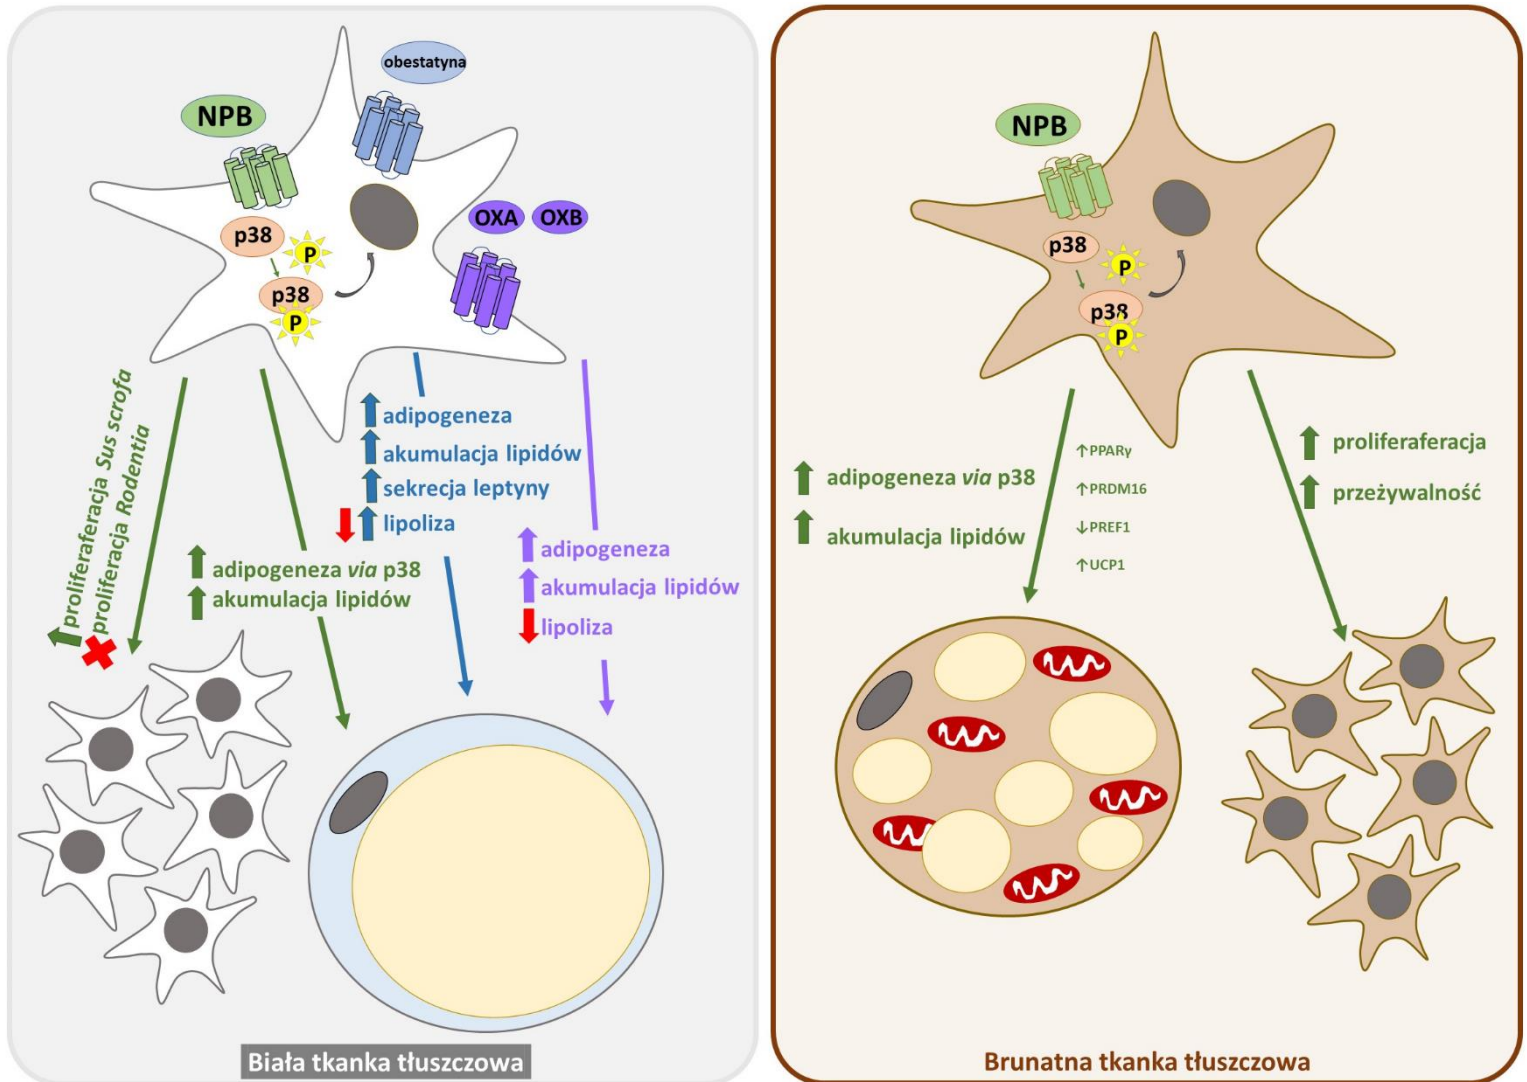 obestatyna
NPB
OXA
OXB
p38
P
p38
P
proliferaferacja Sus scrofa
proliferacja Rodentia
adipogeneza via p38
akumulacja lipidów
adipogeneza
akumulacja lipidów
sekrecja leptyny
lipoliza
adipogeneza
akumulacja lipidów
lipoliza
Biała tkanka tłuszczowa
NPB
p38
P
p38
P
adipogeneza via p38
akumulacja lipidów
↑PPARγ
↑PRDM16
↓PREF1
↑UCP1
proliferaferacja
przeżywalność
Brunatna tkanka tłuszczowa